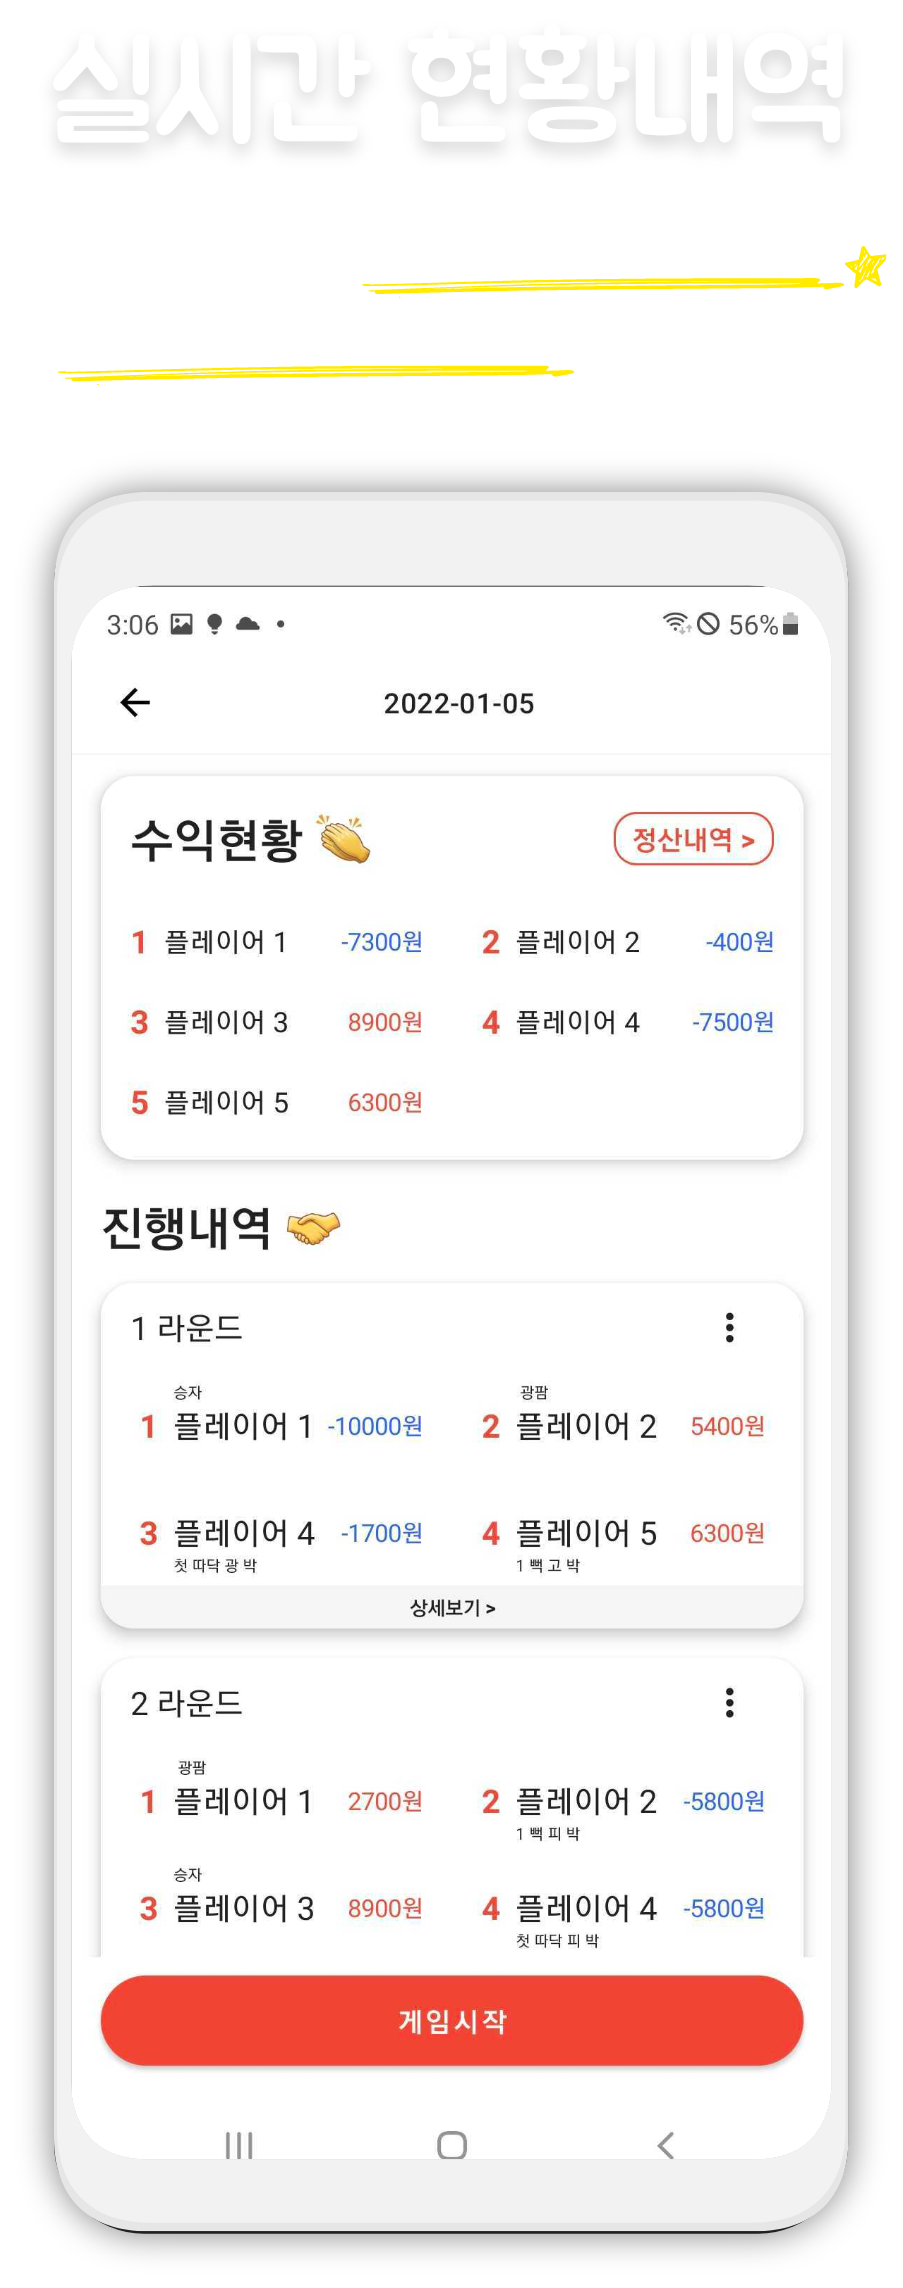 실시간 현황내역
3:06 56%
2022-01-05
수익현황 정산내역 >
1 플레이어 1 -7300원 2 플레이어 2 -400원
3 플레이어 3 8900원 4 플레이어 4 -7500원
5 플레이어 5 6300원
진행내역
1 라운드
승자 광팜
1 플레이어 1 -10000원 2 플레이어 2 5400원
3 플레이어 4 -1700원 4 플레이어 5 6300원
첫 따닥 광 박 1 뻑 고 박
상세보기 >
2 라운드
광팜
1 플레이어 1 2700원 2 플레이어 2 -5800원
1 뻑 피 박
승자
3 플레이어 3 8900원 4 플레이어 4 -5800원
첫 따닥 피 박
게임시작